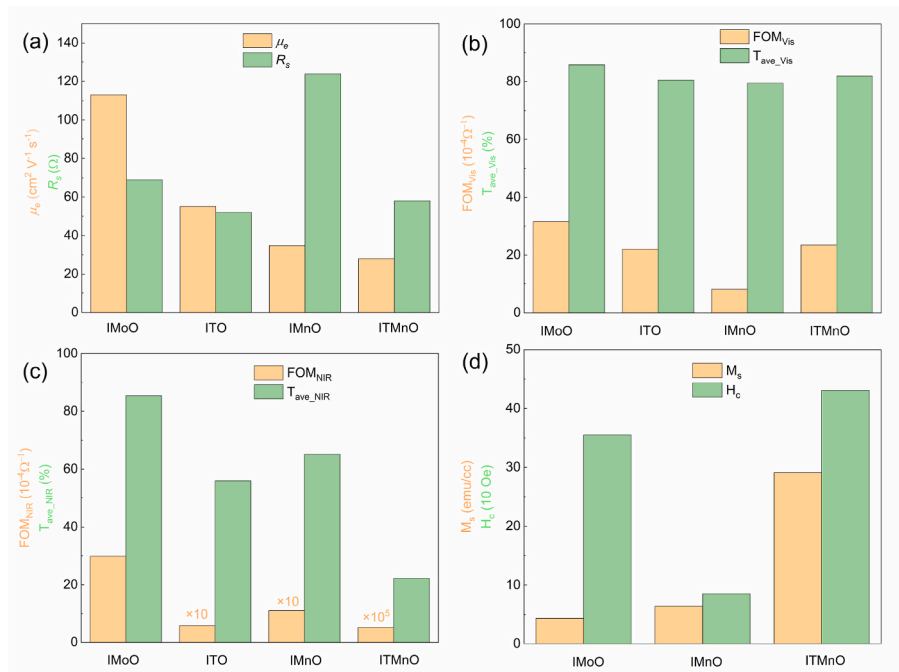 (a)
μe
Rs
140
120
100
80
60
40
20
0
μe (cm² V⁻¹ s⁻¹)
Rs (Ω)
IMoO ITO IMnO ITMnO
(b)
FOMVis
Tave_Vis
100
80
60
40
20
0
FOMVis (10⁻⁴Ω⁻¹)
Tave_Vis (%)
IMoO ITO IMnO ITMnO
(c)
FOMNIR
Tave_NIR
100
80
60
40
20
0
FOMNIR (10⁻⁴Ω⁻¹)
Tave_NIR (%)
×10 ×10 ×10⁵
IMoO ITO IMnO ITMnO
(d)
Ms
Hc
50
40
30
20
10
0
Ms (emu/cc)
Hc (10 Oe)
IMoO IMnO ITMnO